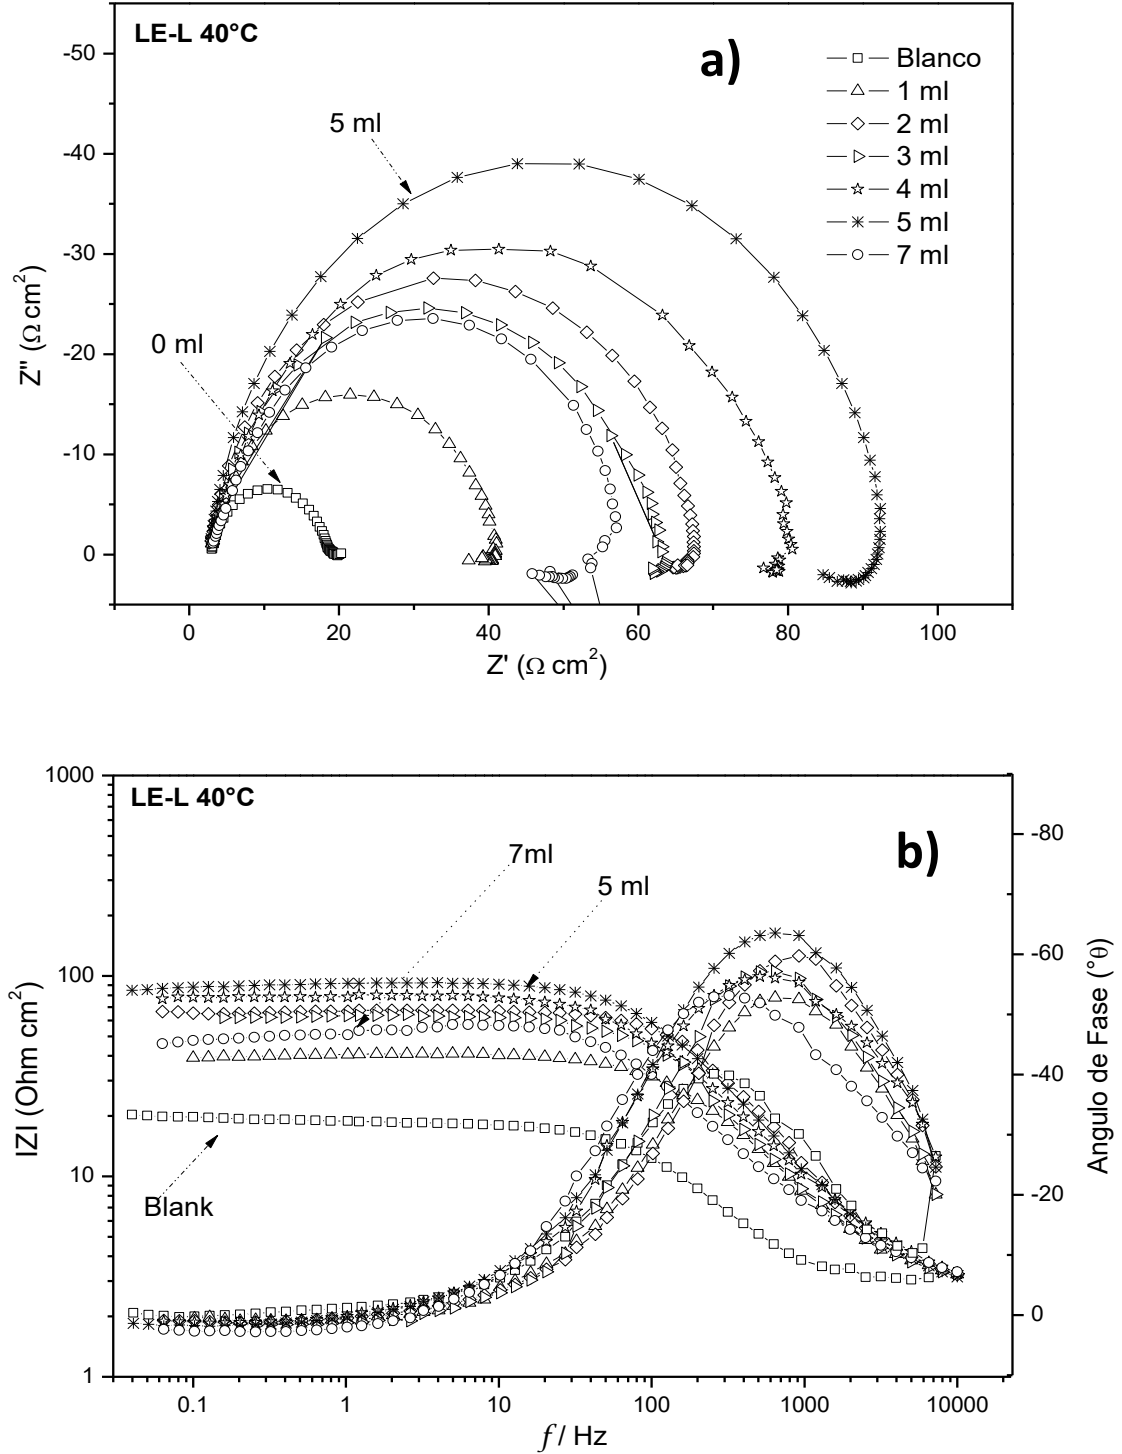 LE-L 40°C
a)
Blanco
1 ml
2 ml
3 ml
4 ml
5 ml
7 ml
5 ml
0 ml
-50
-40
-30
-20
-10
0
Z'' (Ω cm²)
0 20 40 60 80 100
Z' (Ω cm²)
LE-L 40°C
b)
7ml
5 ml
Blank
1000
100
10
1
IZI (Ohm cm²)
-80
-60
-40
-20
0
Angulo de Fase (°θ)
0.1 1 10 100 1000 10000
f / Hz